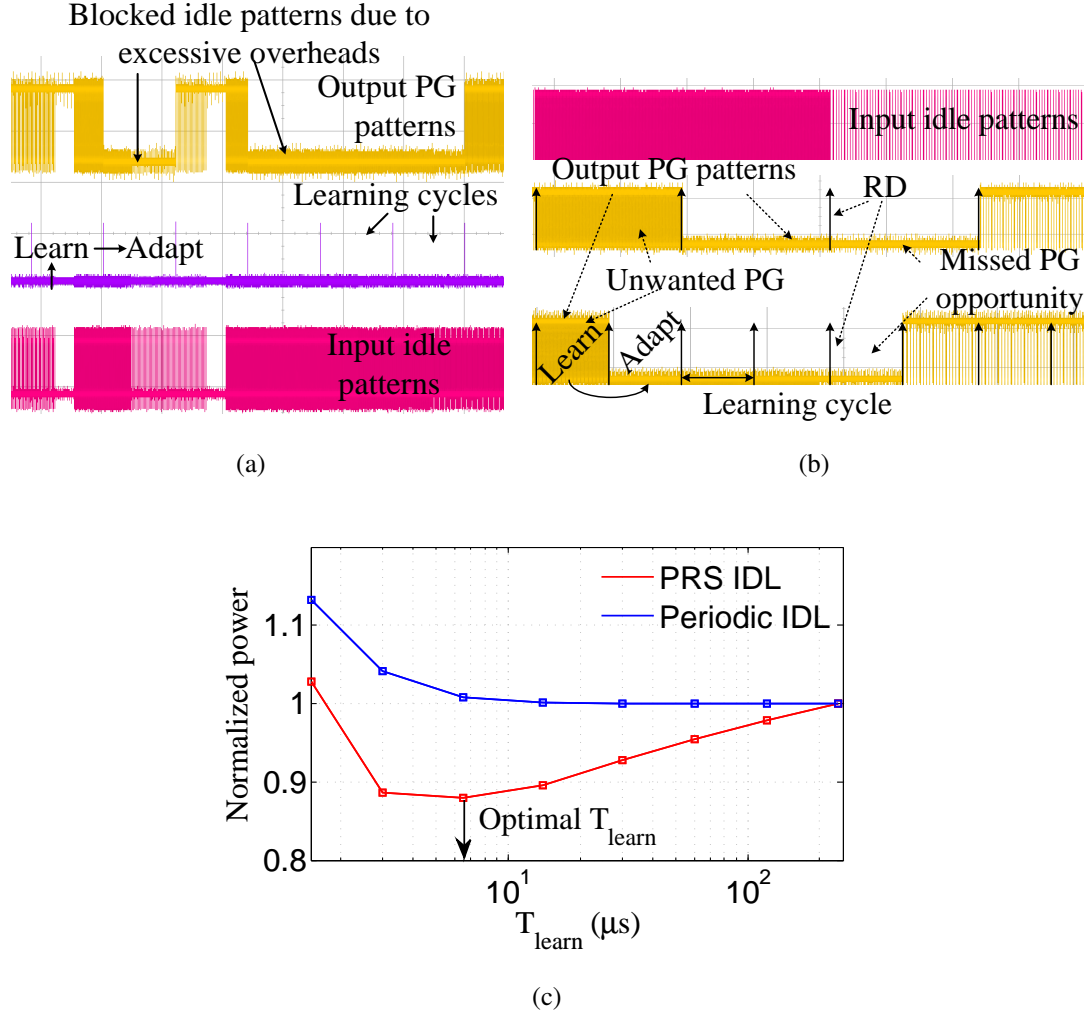 Blocked idle patterns due to
excessive overheads
Output PG
patterns
Learning cycles
Learn
Adapt
Input idle
patterns
(a)
Input idle patterns
Output PG patterns
RD
Unwanted PG
Missed PG
opportunity
Learn
Adapt
Learning cycle
(b)
PRS IDL
Periodic IDL
Normalized power
1.1
1
0.9
0.8
Optimal T_learn
10^1
10^2
T_learn (μs)
(c)